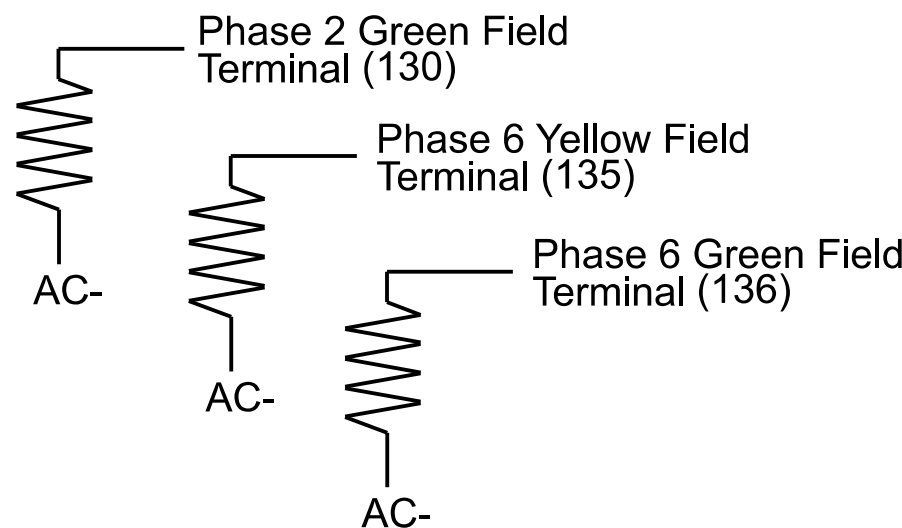 Phase 2 Green Field
Terminal (130)
AC-
Phase 6 Yellow Field
Terminal (135)
AC-
Phase 6 Green Field
Terminal (136)
AC-